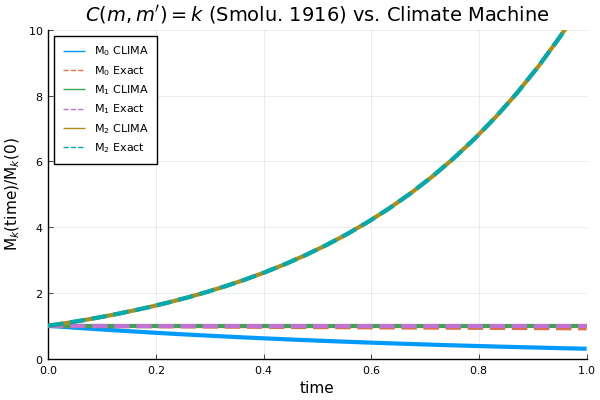 C(m, m′) = k (Smolu. 1916) vs. Climate Machine
M₀ CLIMA
M₀ Exact
M₁ CLIMA
M₁ Exact
M₂ CLIMA
M₂ Exact
Mₖ(time)/Mₖ(0)
10
8
6
4
2
0
0.0 0.2 0.4 0.6 0.8 1.0
time